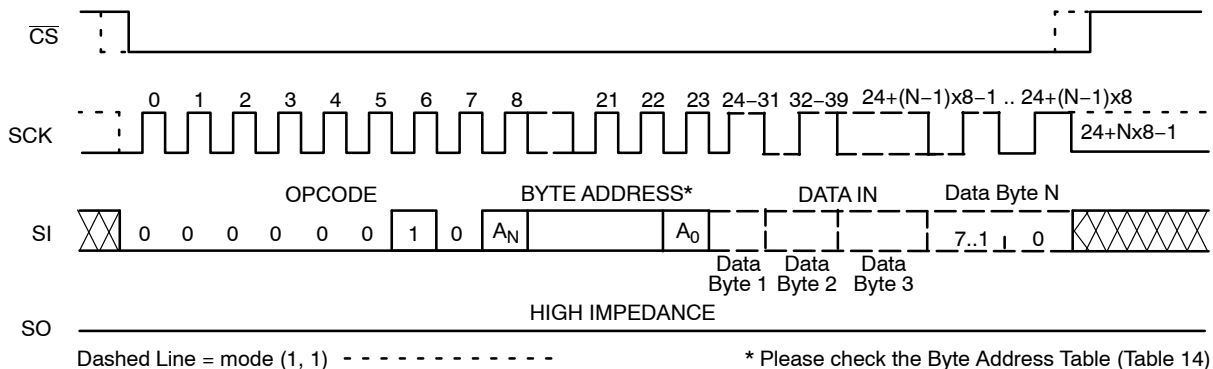 CS
0 1 2 3 4 5 6 7 8 21 22 23 24−31 32−39 24+(N−1)x8−1 .. 24+(N−1)x8
SCK
24+Nx8−1
OPCODE BYTE ADDRESS* DATA IN Data Byte N
SI 0 0 0 0 0 0 1 0 AN A0 7..1 0
Data Byte 1
Data Byte 2
Data Byte 3
HIGH IMPEDANCE
SO
Dashed Line = mode (1, 1) * Please check the Byte Address Table (Table 14)